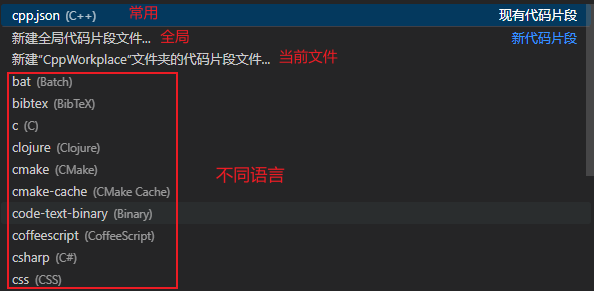 cpp.json (C++) 常用 现有代码片段
新建全局代码片段文件... 全局 新代码片段
新建"CppWorkplace"文件夹的代码片段文件... 当前文件
bat (Batch)
bibtex (BibTeX)
c (C)
clojure (Clojure)
cmake (CMake)
不同语言
cmake-cache (CMake Cache)
code-text-binary (Binary)
coffeescript (CoffeeScript)
csharp (C#)
css (CSS)